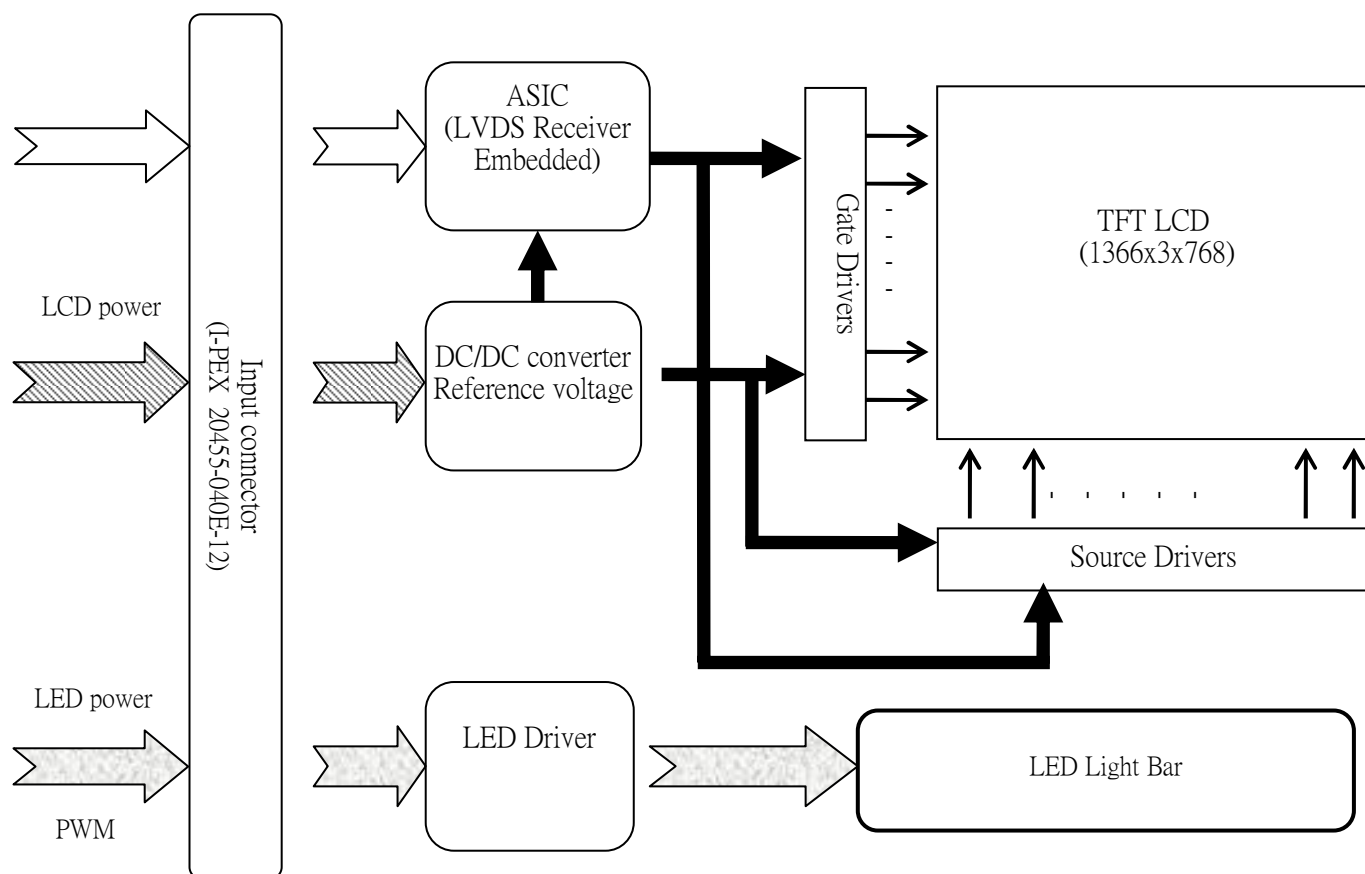 ASIC
(LVDS Receiver
Embedded)
Gate Drivers
TFT LCD
(1366x3x768)
LCD power
Input connector
(I-PEX 20455-040E-12)
DC/DC converter
Reference voltage
Source Drivers
LED power
LED Driver
LED Light Bar
PWM